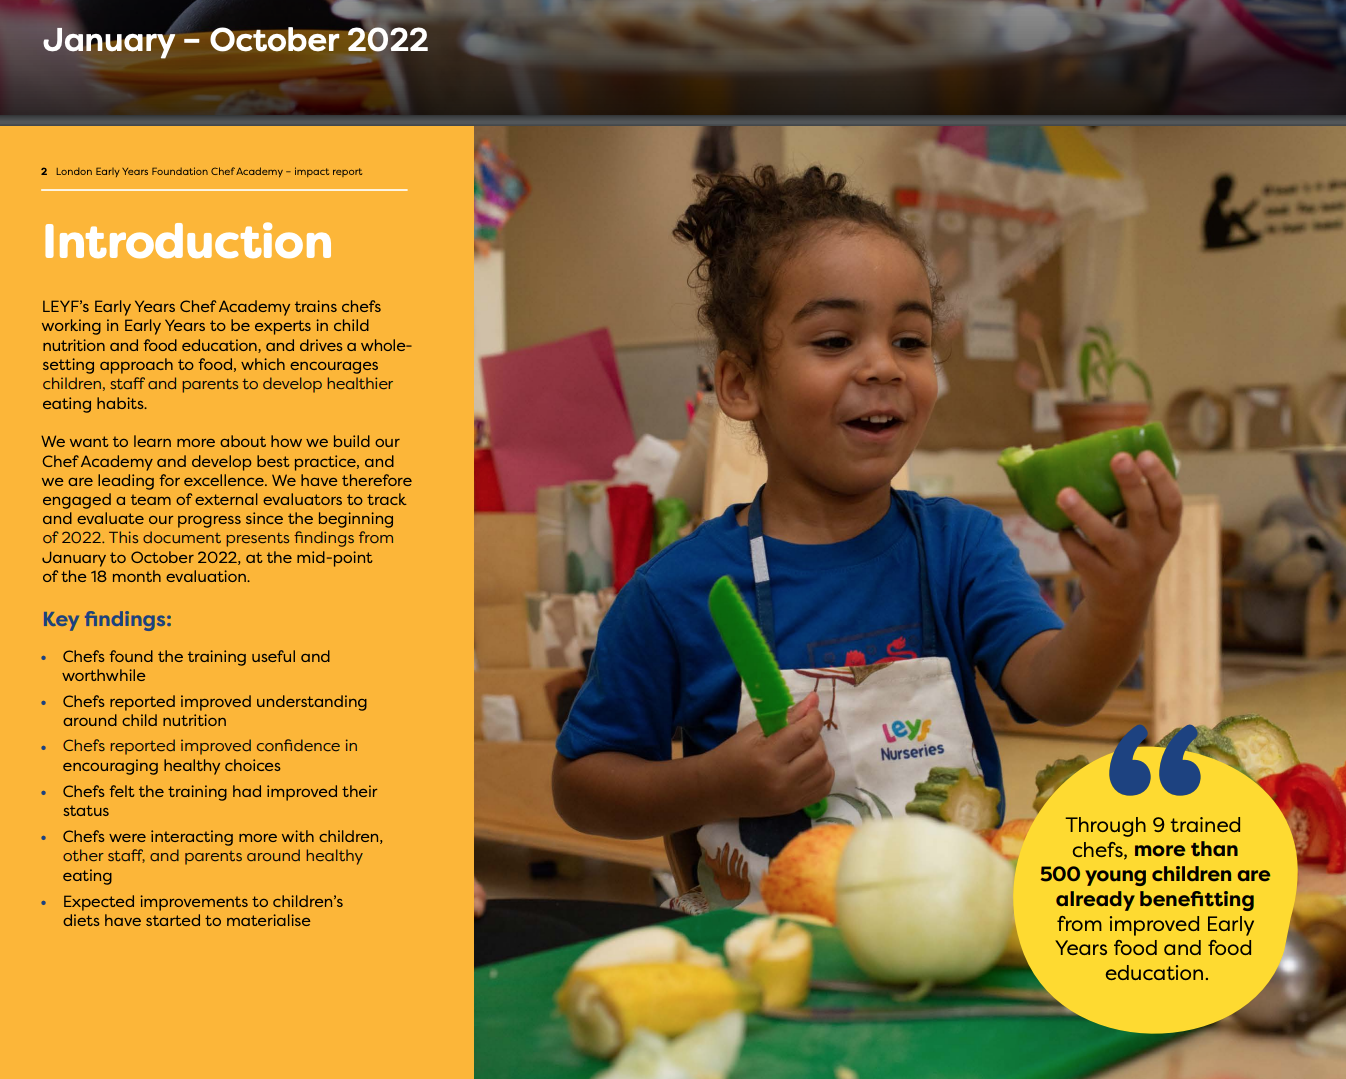 January – October 2022
2 London Early Years Foundation Chef Academy – impact report
Introduction
LEYF’s Early Years Chef Academy trains chefs
working in Early Years to be experts in child
nutrition and food education, and drives a whole-
setting approach to food, which encourages
children, staff and parents to develop healthier
eating habits.
We want to learn more about how we build our
Chef Academy and develop best practice, and
we are leading for excellence. We have therefore
engaged a team of external evaluators to track
and evaluate our progress since the beginning
of 2022. This document presents findings from
January to October 2022, at the mid-point
of the 18 month evaluation.
Key findings:
• Chefs found the training useful and
worthwhile
• Chefs reported improved understanding
around child nutrition
• Chefs reported improved confidence in
encouraging healthy choices
• Chefs felt the training had improved their
status
• Chefs were interacting more with children,
other staff, and parents around healthy
eating
• Expected improvements to children’s
diets have started to materialise
Leyf
Nurseries
“
Through 9 trained
chefs, more than
500 young children are
already benefitting
from improved Early
Years food and food
education.